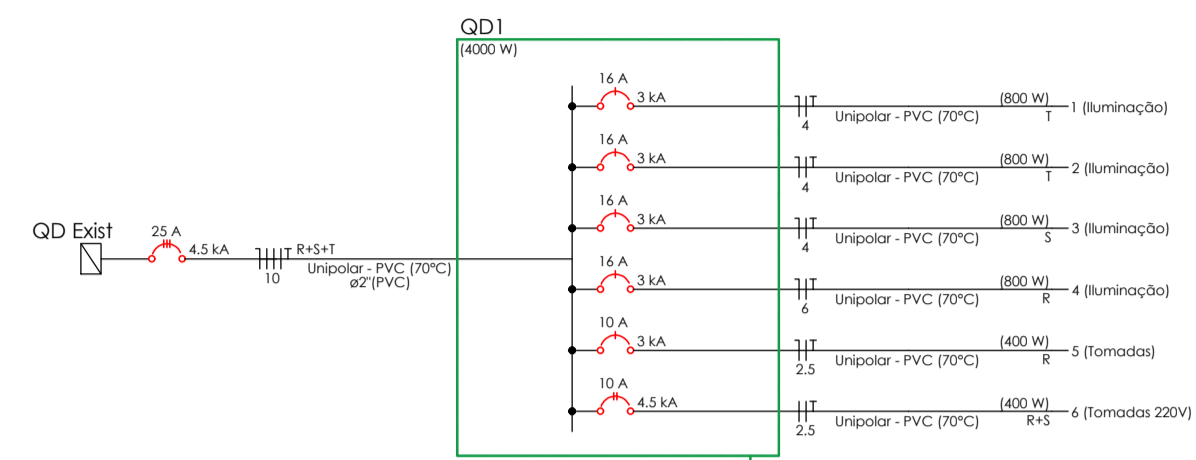 QD1
(4000 W)
16 A
3 kA
4
Unipolar - PVC (70°C)
(800 W)
T
1 (Iluminação)
16 A
3 kA
4
Unipolar - PVC (70°C)
(800 W)
T
2 (Iluminação)
16 A
3 kA
4
Unipolar - PVC (70°C)
(800 W)
S
3 (Iluminação)
QD Exist
25 A
4.5 kA
10
R+S+T
Unipolar - PVC (70°C)
ø2"(PVC)
16 A
3 kA
6
Unipolar - PVC (70°C)
(800 W)
R
4 (Iluminação)
10 A
3 kA
2.5
Unipolar - PVC (70°C)
(400 W)
R
5 (Tomadas)
10 A
4.5 kA
2.5
Unipolar - PVC (70°C)
(400 W)
R+S
6 (Tomadas 220V)